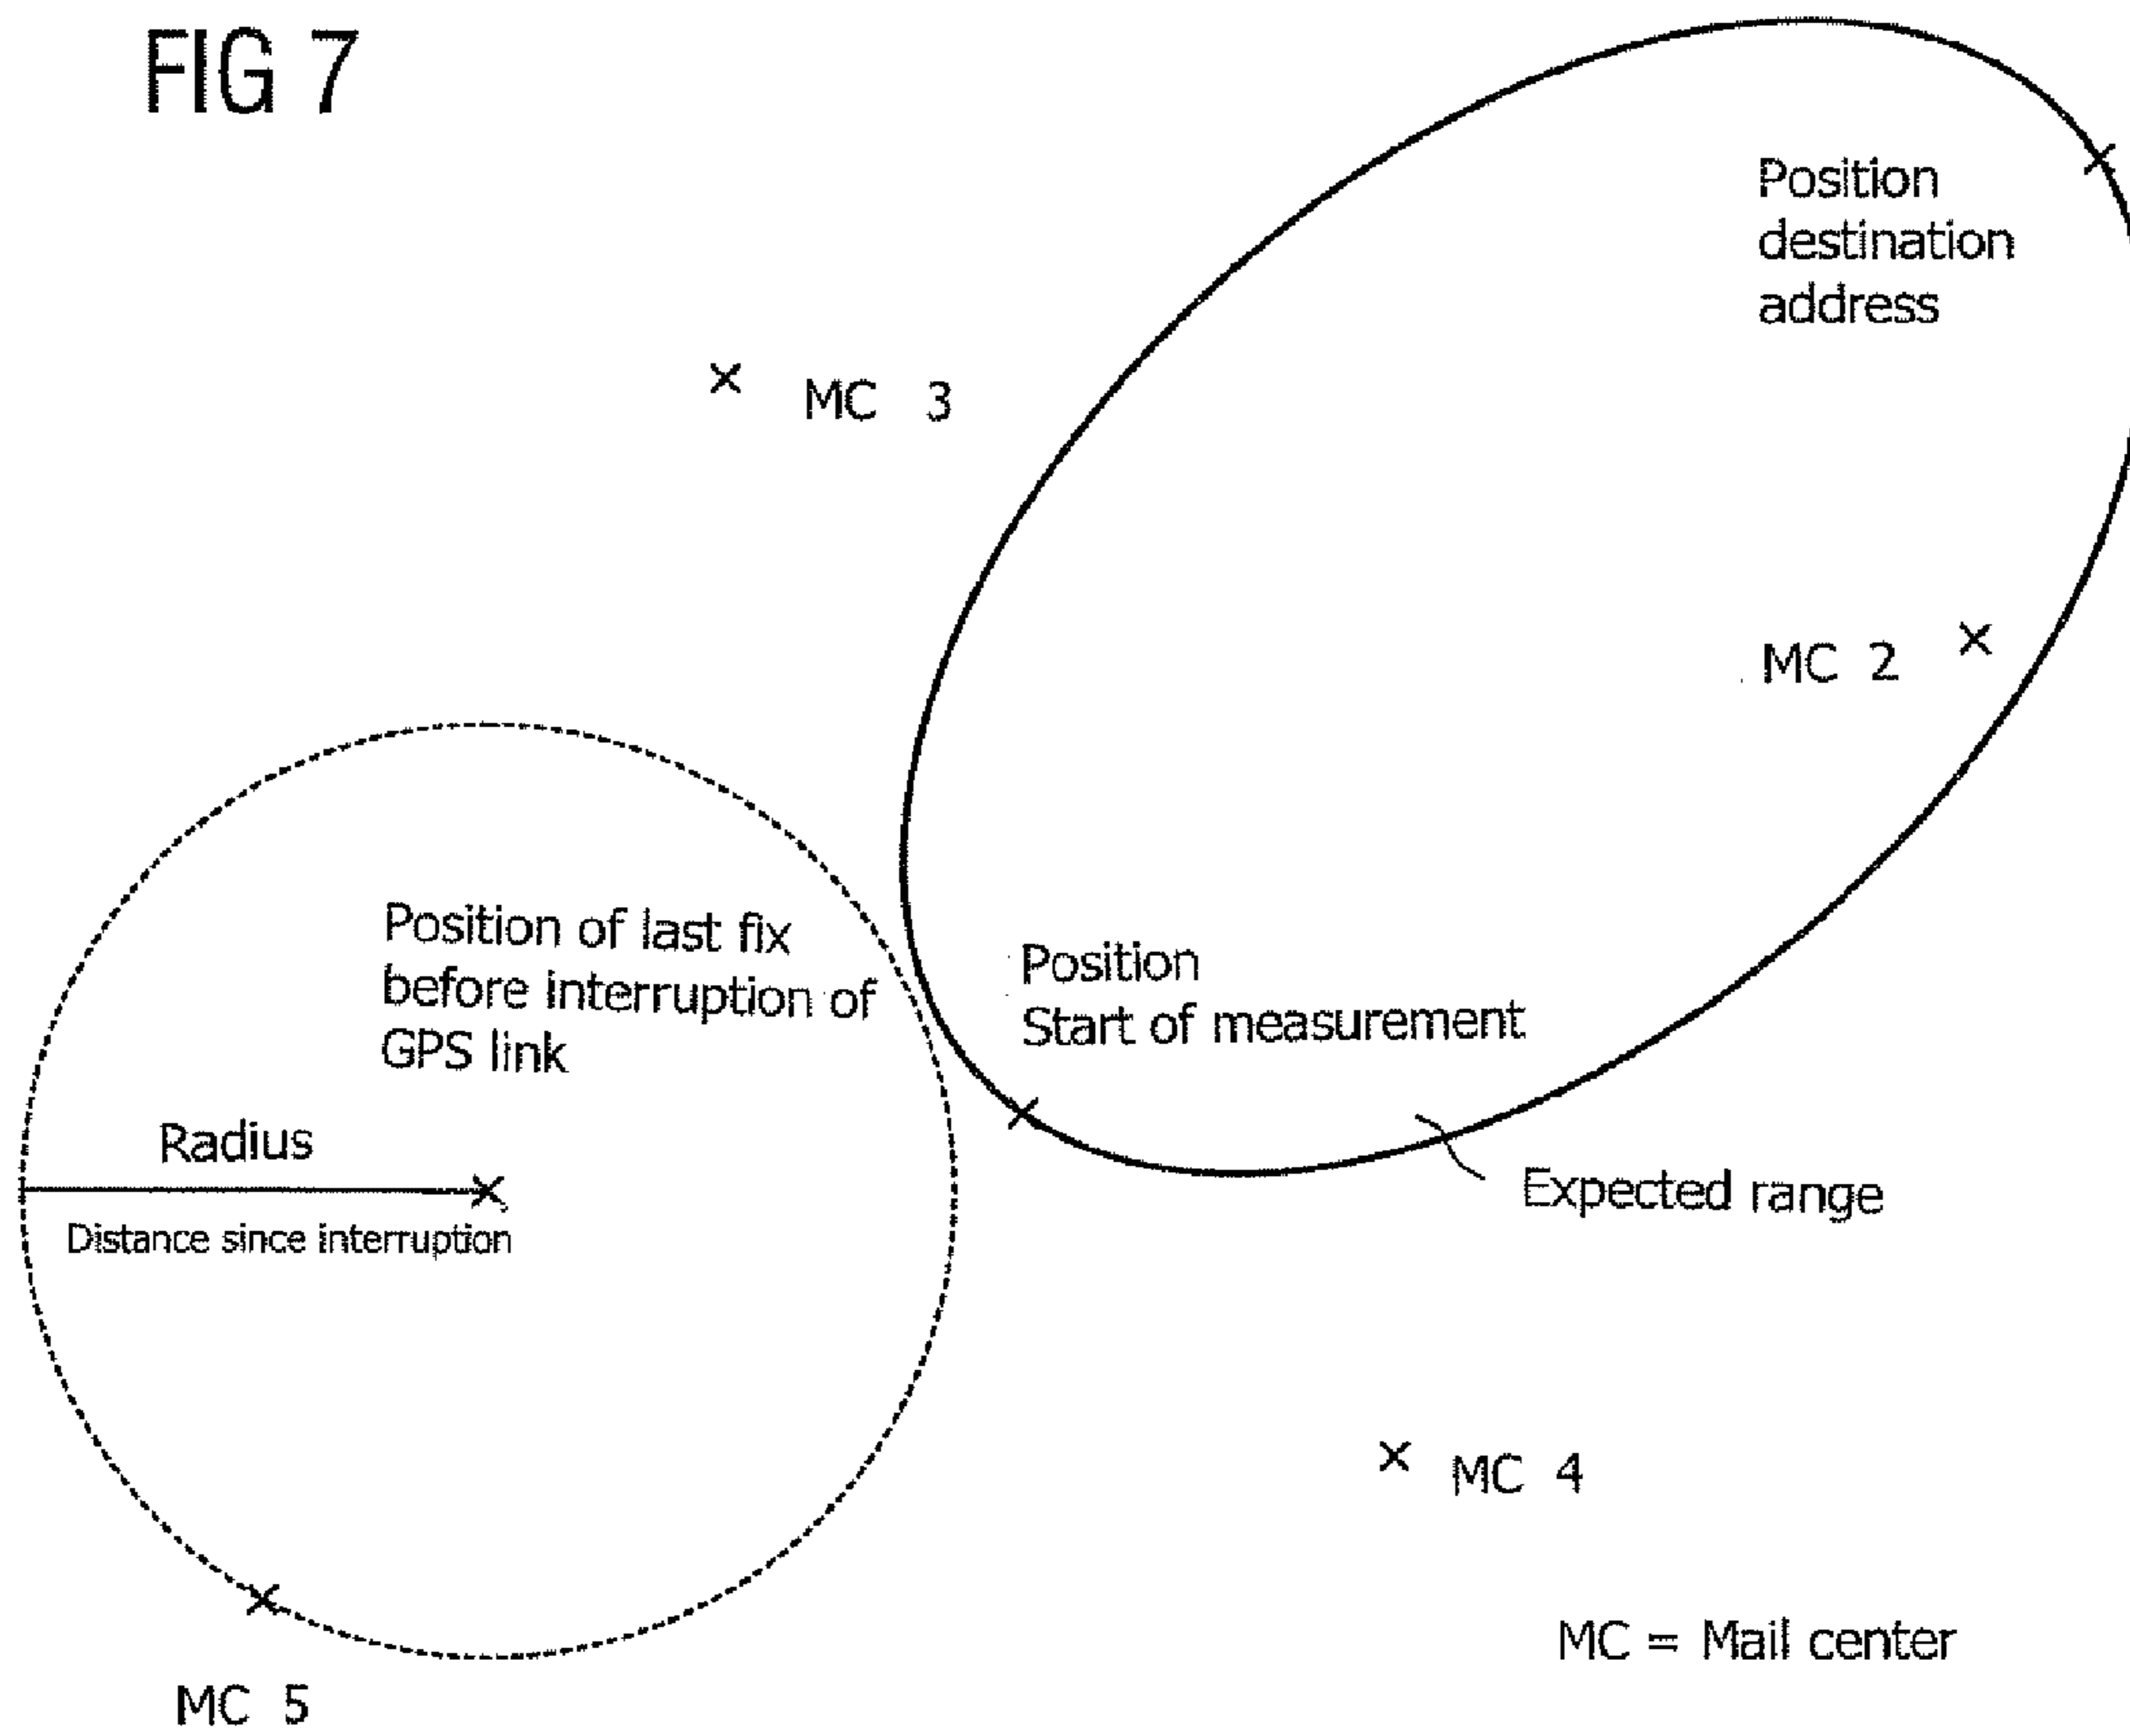 FIG 7
Position
destination
address
MC 3
MC 2
Position of last fix
before interruption of
GPS link
Position
Start of measurement
Radius
Distance since interruption
Expected range
MC 4
MC = Mail center
MC 5